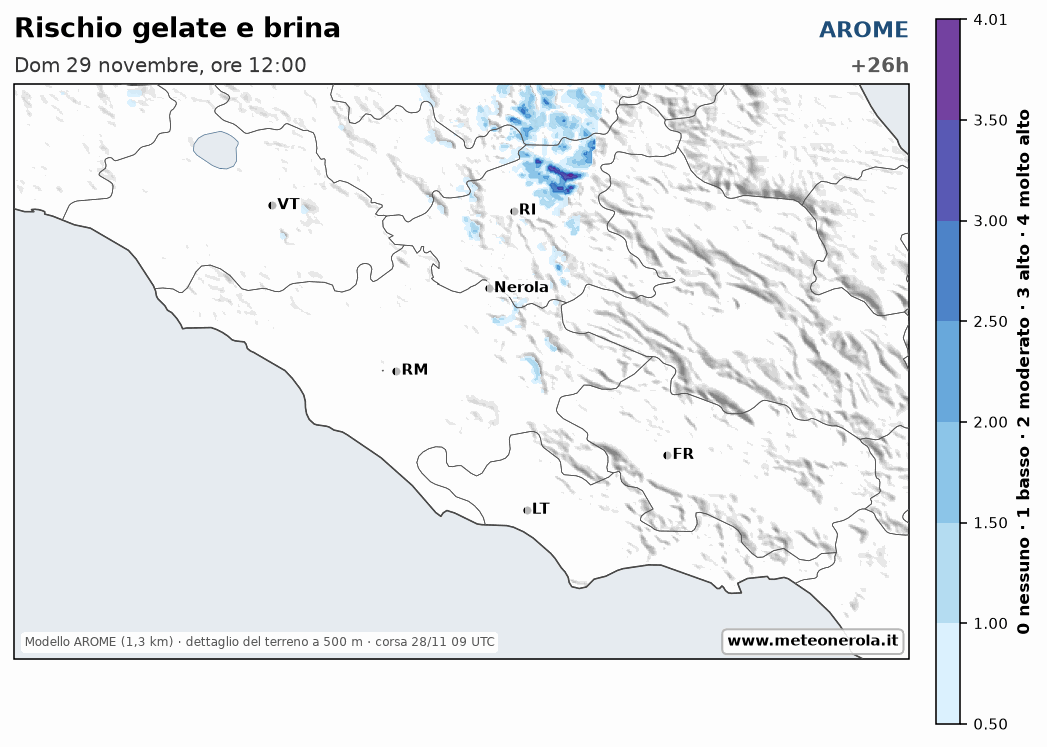 Rischio gelate e brina
AROME
Dom 29 novembre, ore 12:00
+26h
VT
RI
Nerola
RM
FR
LT
Modello AROME (1,3 km) · dettaglio del terreno a 500 m · corsa 28/11 09 UTC
www.meteonerola.it
4.01
3.50
3.00
2.50
2.00
1.50
1.00
0.50
0 nessuno · 1 basso · 2 moderato · 3 alto · 4 molto alto